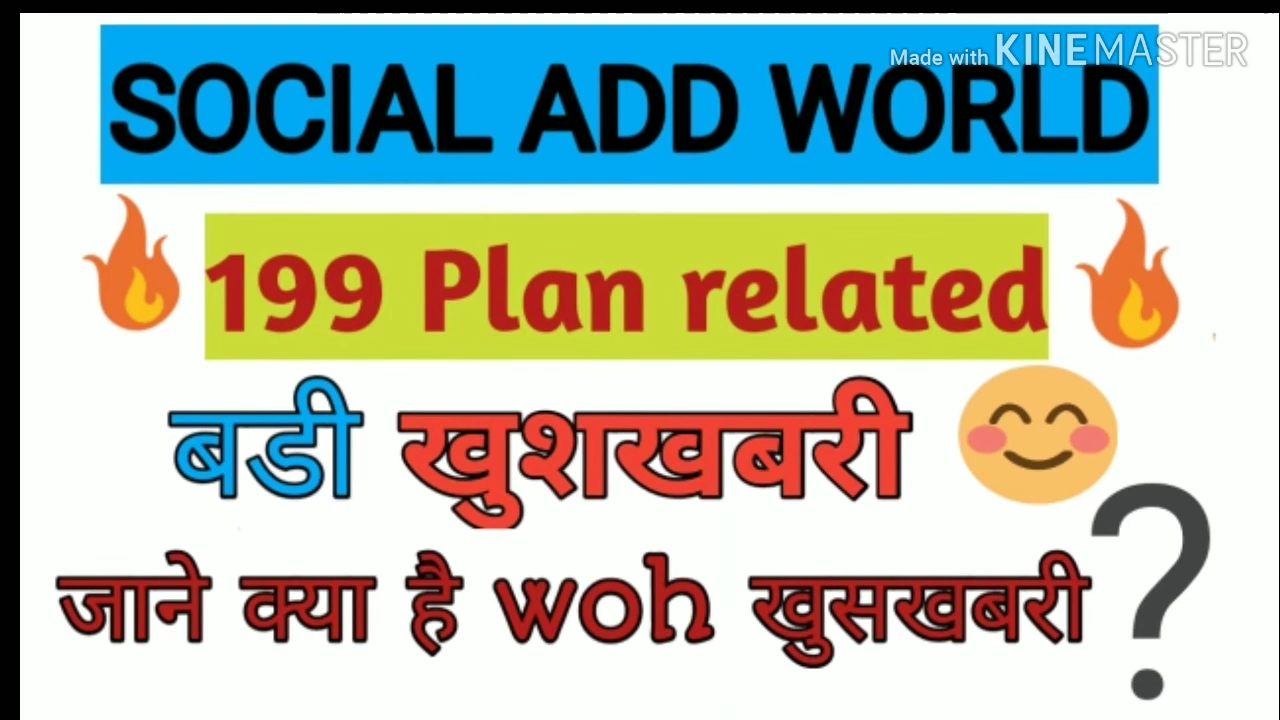 Made with KINEMASTER
SOCIAL ADD WORLD
199 Plan related
बडी खुशखबरी
जाने क्या है woh खुसखबरी?